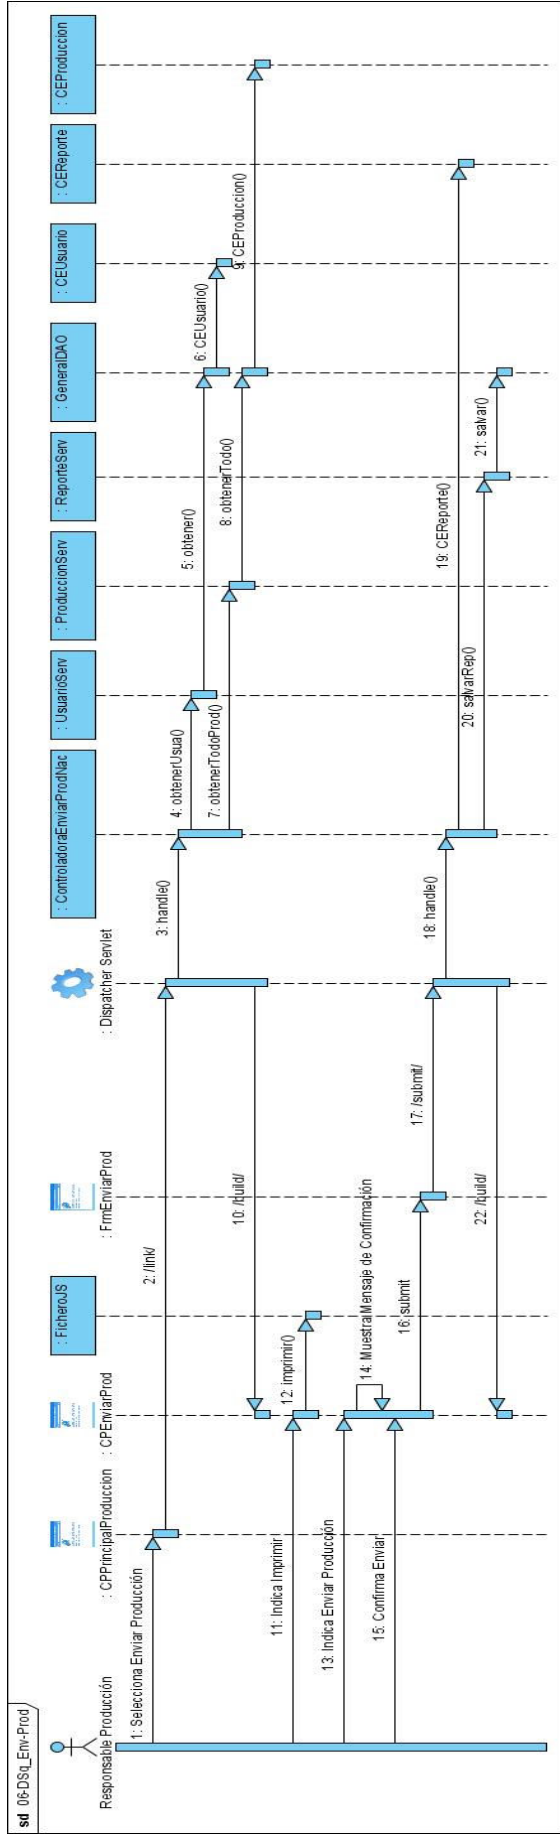 sd 06-DSq_Env-Prod
Responsable Producción
: CPPrincipalProduccion
: CPEnviarProd
: FicheroJS
: FrmEnviarProd
: Dispatcher Servlet
: ControladoraEnviarProdNac
: UsuarioServ
: ProduccionServ
: ReporteServ
: GeneralDAO
: CEUsuario
: CEReporte
: CEProduccion
1: Selecciona Enviar Producción
2: /link/
3: handle()
4: obtenerUsua()
5: obtener()
6: CEUsuario()
7: obtenerTodoProd()
8: obtenerTodo()
9: CEProduccion()
10: /build/
11: Indica Imprimir
12: imprimir()
13: Indica Enviar Producción
14: Muestra Mensaje de Confirmación
15: Confirma Enviar
16: submit
17: /submit/
18: handle()
19: CEReporte()
20: salvarRep()
21: salvar()
22: /build/